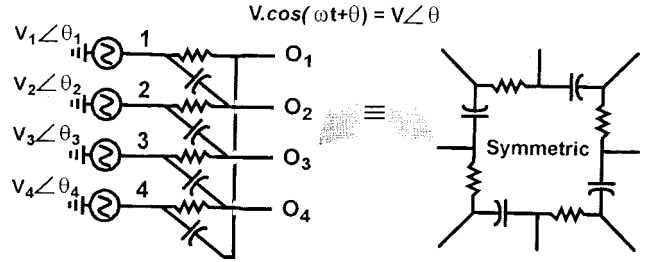 V.cos( ωt+θ) = V∠θ
V₁∠θ₁ 1 O₁
V₂∠θ₂ 2 O₂
V₃∠θ₃ 3 O₃
≡
Symmetric
V₄∠θ₄ 4 O₄